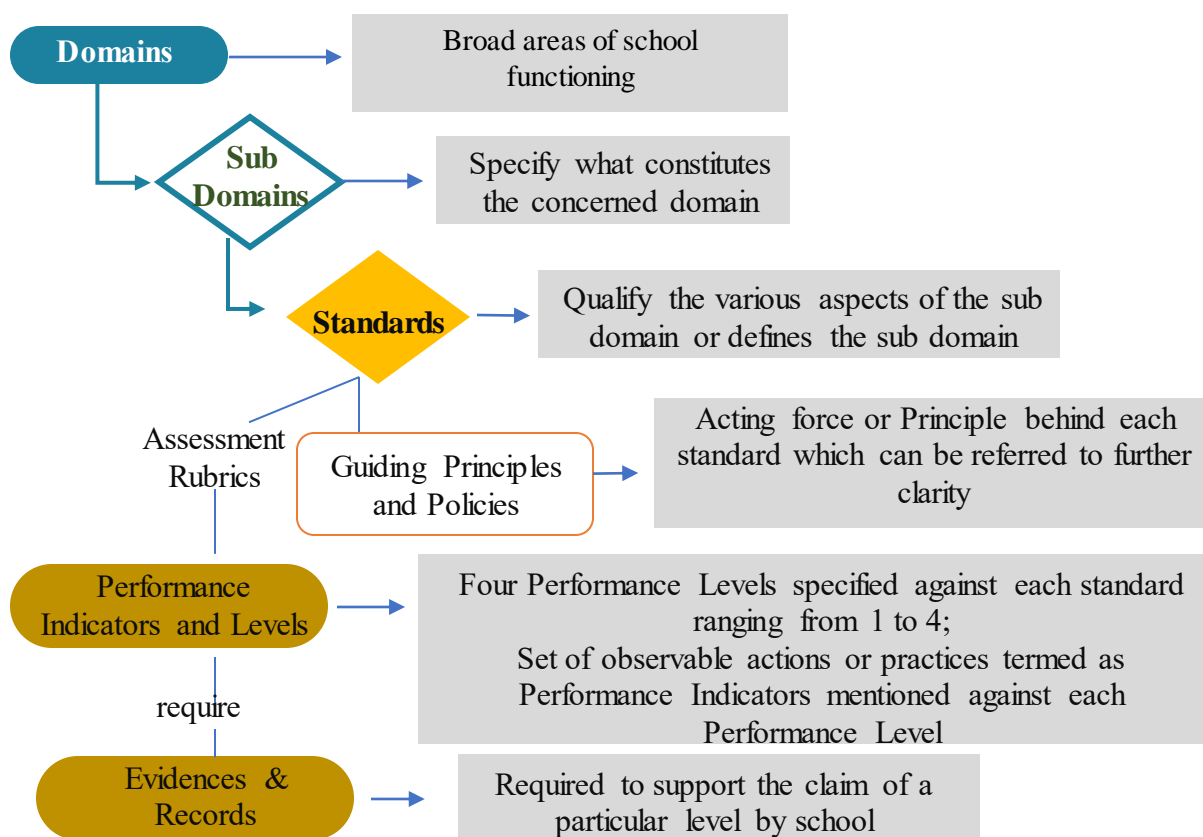 Domains
Broad areas of school
functioning
Sub
Domains
Specify what constitutes
the concerned domain
Standards
Qualify the various aspects of the sub
domain or defines the sub domain
Assessment
Rubrics
Guiding Principles
and Policies
Acting force or Principle behind each
standard which can be referred to further
clarity
Performance
Indicators and Levels
Four Performance Levels specified against each standard
ranging from 1 to 4;
Set of observable actions or practices termed as
Performance Indicators mentioned against each
Performance Level
require
Evidences &
Records
Required to support the claim of a
particular level by school